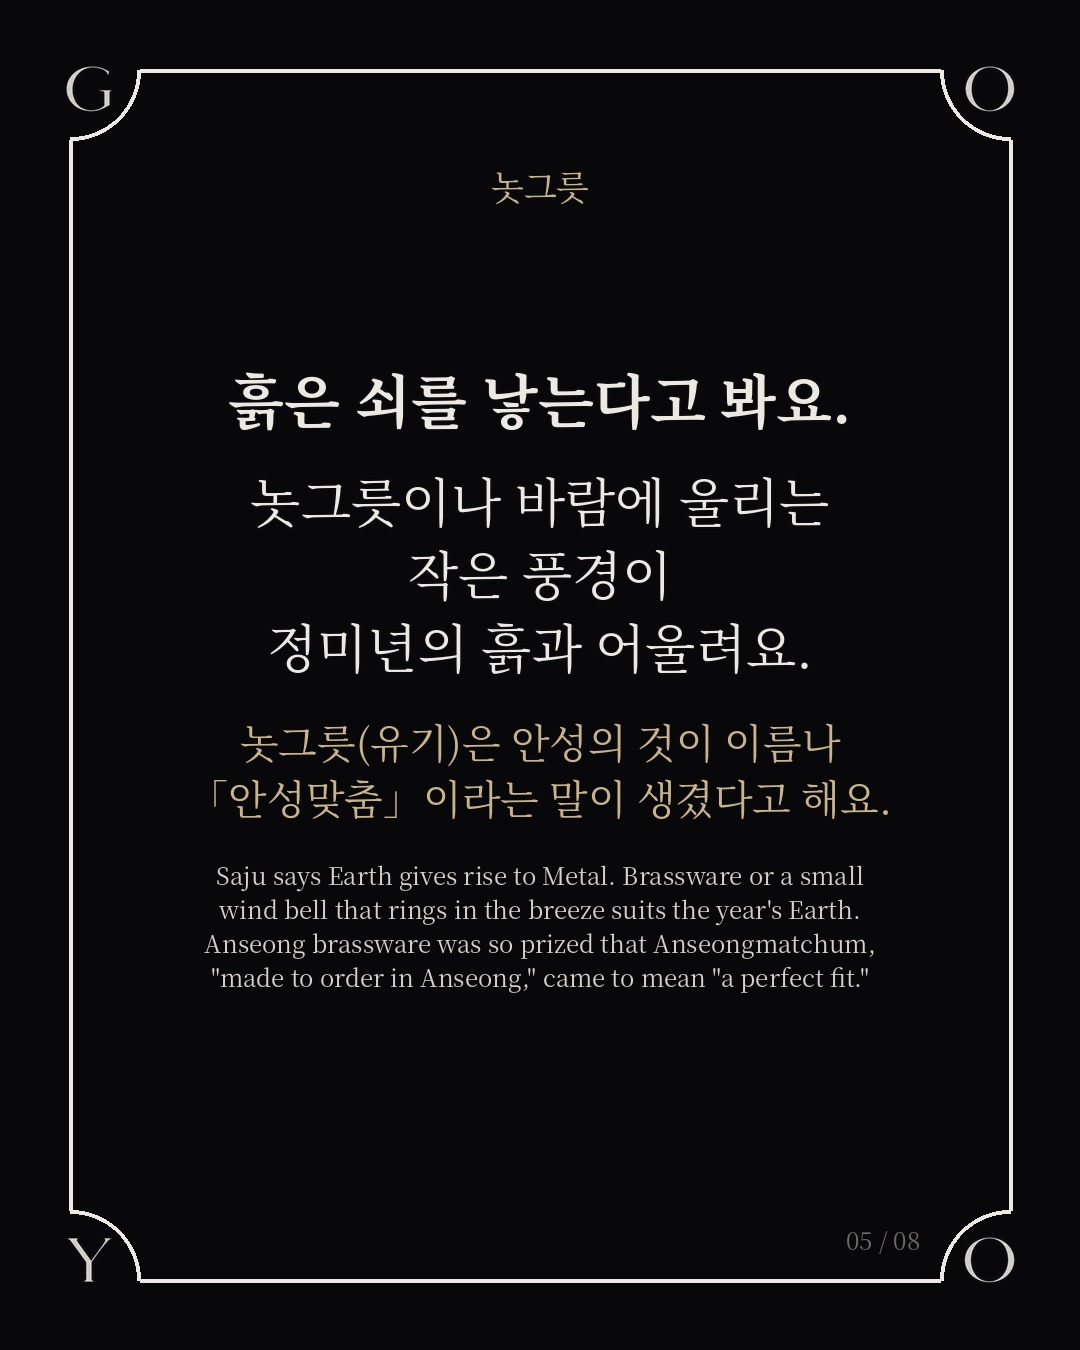 G O
놋그릇
흙은 쇠를 낳는다고 봐요.
놋그릇이나 바람에 울리는
작은 풍경이
정미년의 흙과 어울려요.
놋그릇(유기)은 안성의 것이 이름나
「안성맞춤」이라는 말이 생겼다고 해요.
Saju says Earth gives rise to Metal. Brassware or a small
wind bell that rings in the breeze suits the year's Earth.
Anseong brassware was so prized that Anseongmatchum,
"made to order in Anseong," came to mean "a perfect fit."
05 / 08
Y O